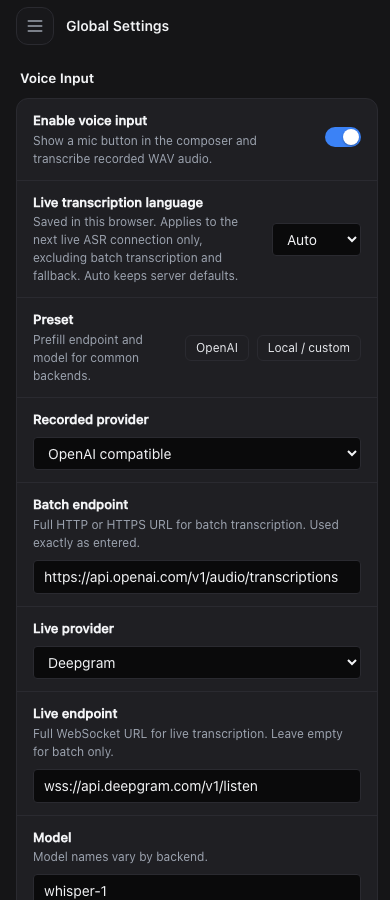 Global Settings
Voice Input
Enable voice input
Show a mic button in the composer and
transcribe recorded WAV audio.
Live transcription language
Saved in this browser. Applies to the
next live ASR connection only,
excluding batch transcription and
fallback. Auto keeps server defaults.
Auto
Preset
Prefill endpoint and
model for common
backends.
OpenAI
Local / custom
Recorded provider
OpenAI compatible
Batch endpoint
Full HTTP or HTTPS URL for batch transcription. Used
exactly as entered.
https://api.openai.com/v1/audio/transcriptions
Live provider
Deepgram
Live endpoint
Full WebSocket URL for live transcription. Leave empty
for batch only.
wss://api.deepgram.com/v1/listen
Model
Model names vary by backend.
whisper-1